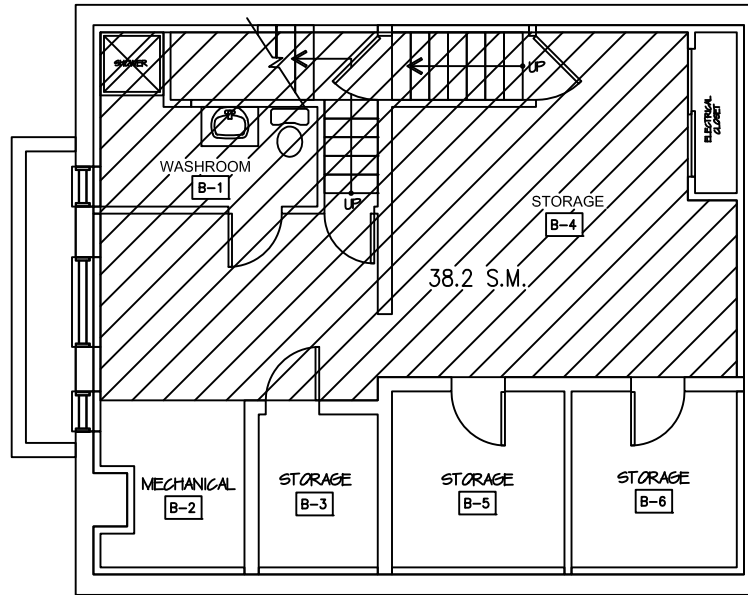 SHOWER
UP
ELECTRICAL
CLOSET
WASHROOM
B-1
UP
STORAGE
B-4
38.2 S.M.
MECHANICAL
B-2
STORAGE
B-3
STORAGE
B-5
STORAGE
B-6